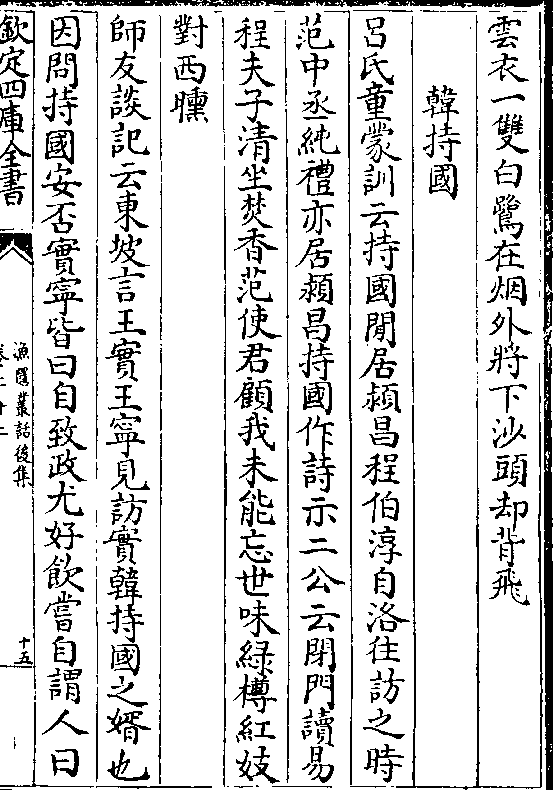 雲衣一雙白鷺在烟外將下沙頭却背飛
韓持國
呂氏童蒙訓云持國閒居潁昌程伯淳自洛往訪之時
范中丞純禮亦居潁昌持國作詩示二公云閉門讀易
程夫子清坐焚香范使君顧我未能忘世味綠樽紅妓
對西曛
師友談記云東坡言王實王寧見訪實韓持國之婿也
因問持國安否實寧皆曰自致政尤好飲嘗自謂人曰
欽定四庫全書
漁隱叢話後集
卷二十二
十五